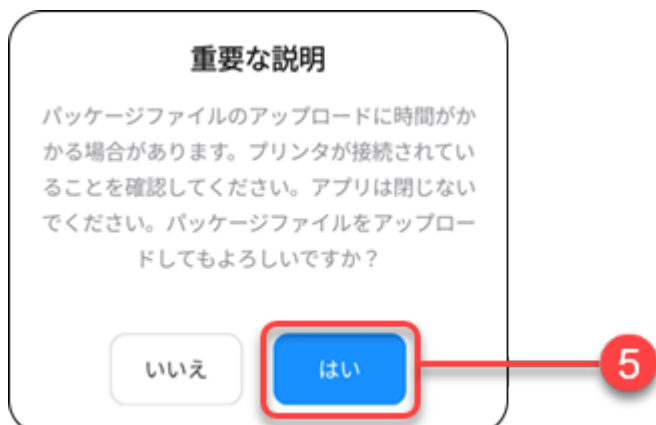 重要な説明
パッケージファイルのアップロードに時間がか
かる場合があります。プリンタが接続されてい
ることを確認してください。アプリは閉じない
でください。パッケージファイルをアップロー
ドしてもよろしいですか？
いいえ
はい
5